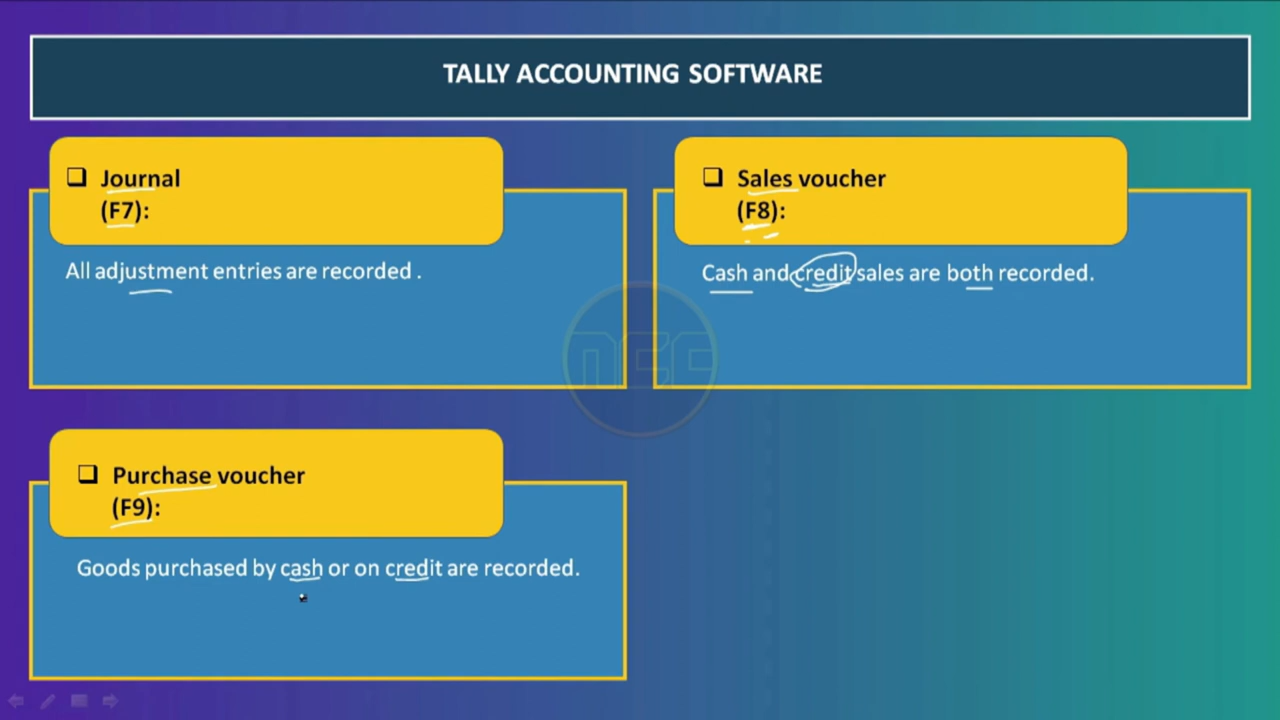 TALLY ACCOUNTING SOFTWARE
❑ Journal
(F7):
All adjustment entries are recorded .
❑ Sales voucher
(F8):
Cash and credit sales are both recorded.
NEC
❑ Purchase voucher
(F9):
Goods purchased by cash or on credit are recorded.